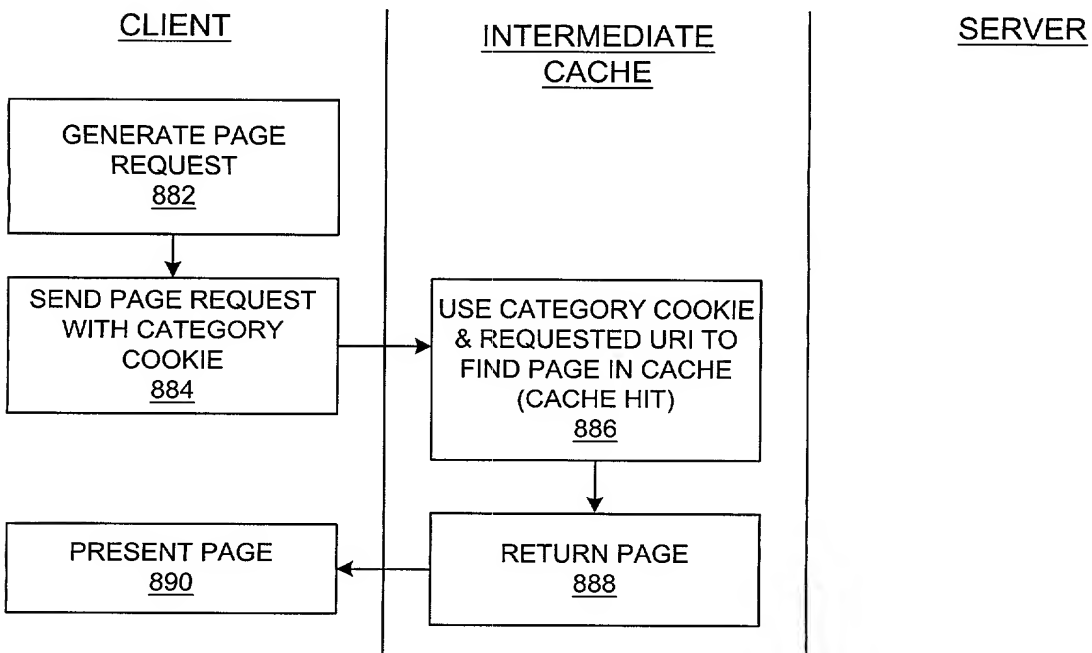 CLIENT
INTERMEDIATE
CACHE
SERVER
GENERATE PAGE
REQUEST
882
SEND PAGE REQUEST
WITH CATEGORY
COOKIE
884
USE CATEGORY COOKIE
& REQUESTED URI TO
FIND PAGE IN CACHE
(CACHE HIT)
886
PRESENT PAGE
890
RETURN PAGE
888